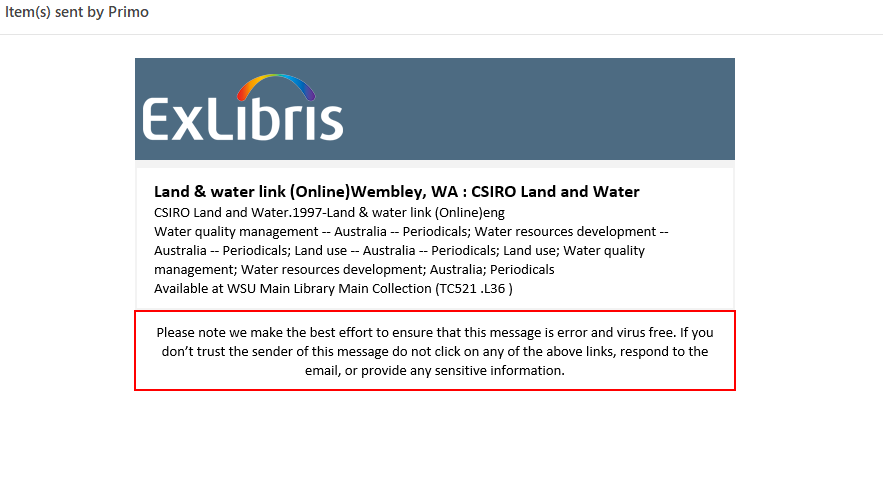 Item(s) sent by Primo
ExLibris
Land & water link (Online)Wembley, WA : CSIRO Land and Water
CSIRO Land and Water.1997-Land & water link (Online)eng
Water quality management -- Australia -- Periodicals; Water resources development --
Australia -- Periodicals; Land use -- Australia -- Periodicals; Land use; Water quality
management; Water resources development; Australia; Periodicals
Available at WSU Main Library Main Collection (TC521 .L36 )
Please note we make the best effort to ensure that this message is error and virus free. If you
don’t trust the sender of this message do not click on any of the above links, respond to the
email, or provide any sensitive information.